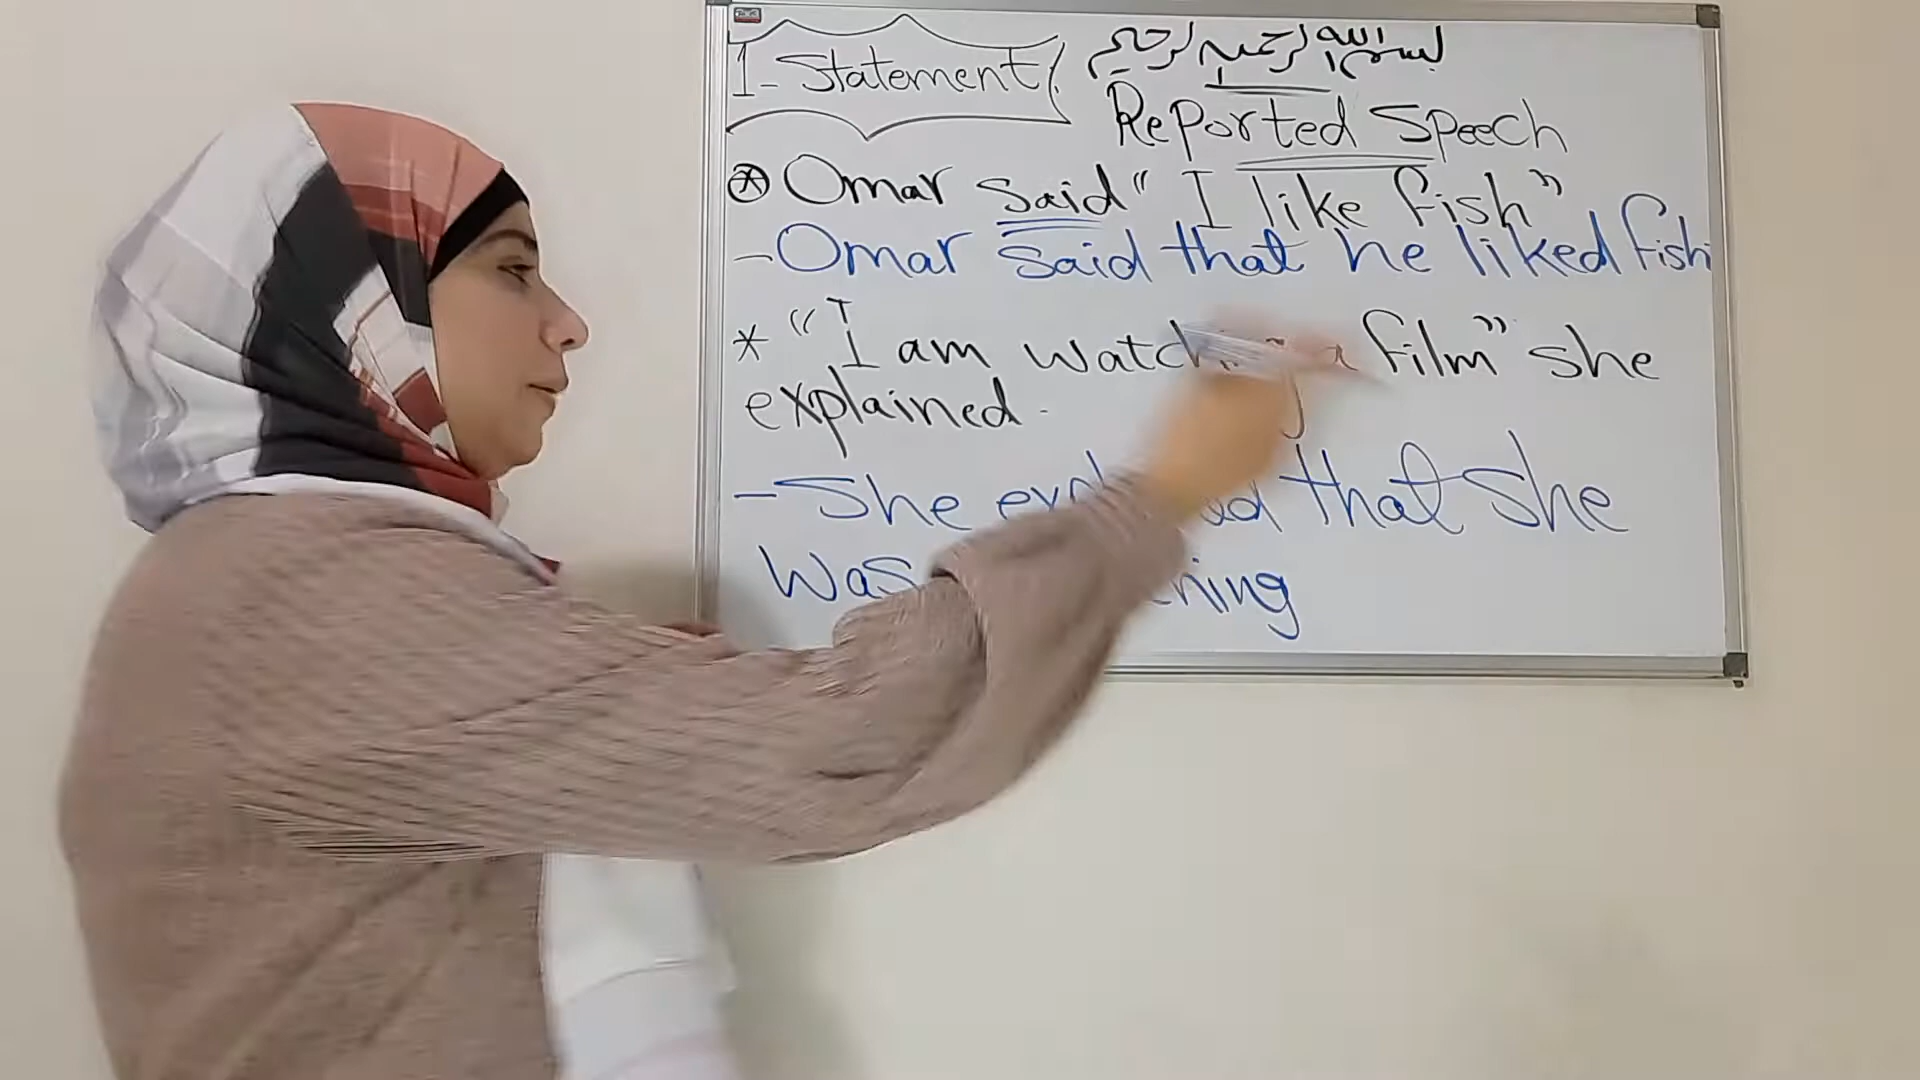 بسم الله الرحمن الرحيم
1-Statement
Reported Speech
* Omar said “ I like fish”
- Omar said that he liked fish
* “ I am watching a film” she
explained.
- She explained that she
was